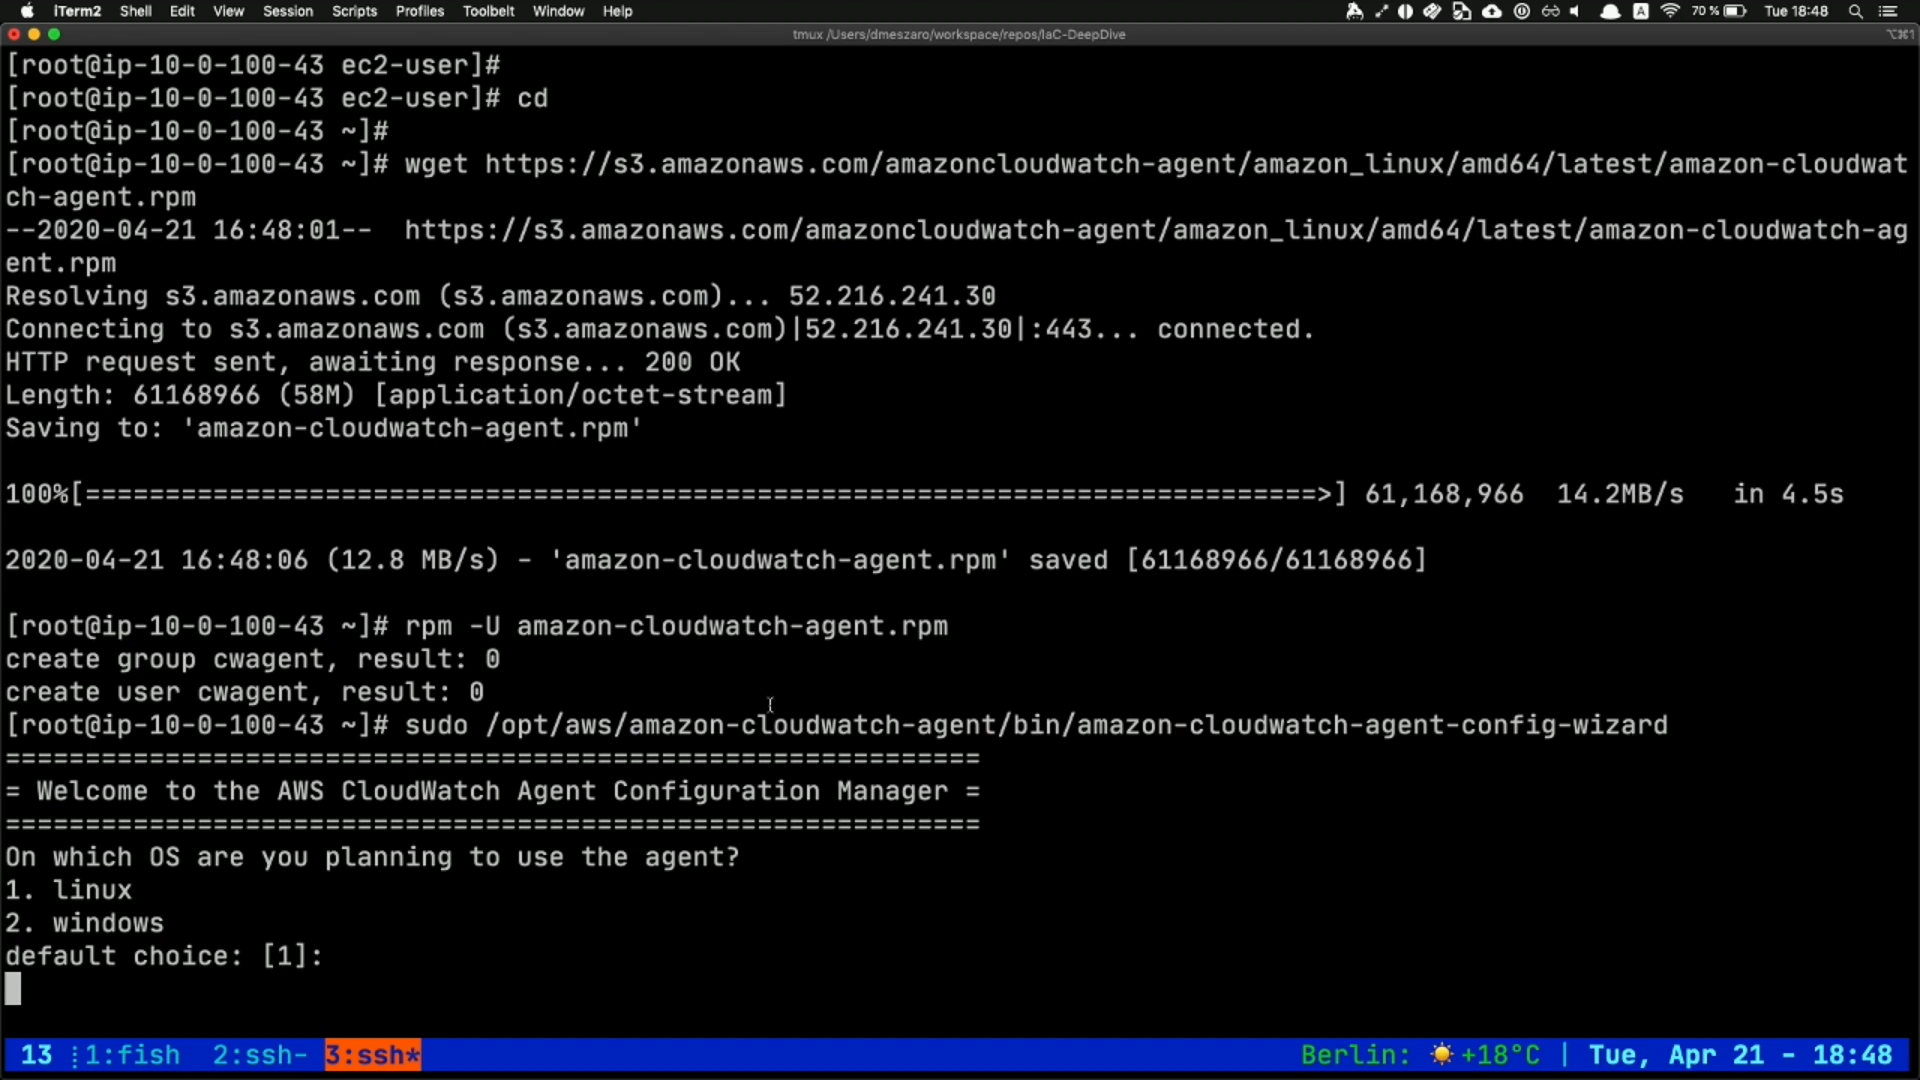 iTerm2 Shell Edit View Session Scripts Profiles Toolbelt Window Help 70 % Tue 18:48
tmux /Users/dmeszaro/workspace/repos/IaC-DeepDive ⌥⌘1
[root@ip-10-0-100-43 ec2-user]#
[root@ip-10-0-100-43 ec2-user]# cd
[root@ip-10-0-100-43 ~]#
[root@ip-10-0-100-43 ~]# wget https://s3.amazonaws.com/amazoncloudwatch-agent/amazon_linux/amd64/latest/amazon-cloudwat
ch-agent.rpm
--2020-04-21 16:48:01--  https://s3.amazonaws.com/amazoncloudwatch-agent/amazon_linux/amd64/latest/amazon-cloudwatch-ag
ent.rpm
Resolving s3.amazonaws.com (s3.amazonaws.com)... 52.216.241.30
Connecting to s3.amazonaws.com (s3.amazonaws.com)|52.216.241.30|:443... connected.
HTTP request sent, awaiting response... 200 OK
Length: 61168966 (58M) [application/octet-stream]
Saving to: 'amazon-cloudwatch-agent.rpm'
100%[=============================================================================>] 61,168,966  14.2MB/s   in 4.5s
2020-04-21 16:48:06 (12.8 MB/s) - 'amazon-cloudwatch-agent.rpm' saved [61168966/61168966]
[root@ip-10-0-100-43 ~]# rpm -U amazon-cloudwatch-agent.rpm
create group cwagent, result: 0
create user cwagent, result: 0
[root@ip-10-0-100-43 ~]# sudo /opt/aws/amazon-cloudwatch-agent/bin/amazon-cloudwatch-agent-config-wizard
=============================================================
= Welcome to the AWS CloudWatch Agent Configuration Manager =
=============================================================
On which OS are you planning to use the agent?
1. linux
2. windows
default choice: [1]:
13 1:fish 2:ssh- 3:ssh* Berlin: +18°C | Tue, Apr 21 - 18:48